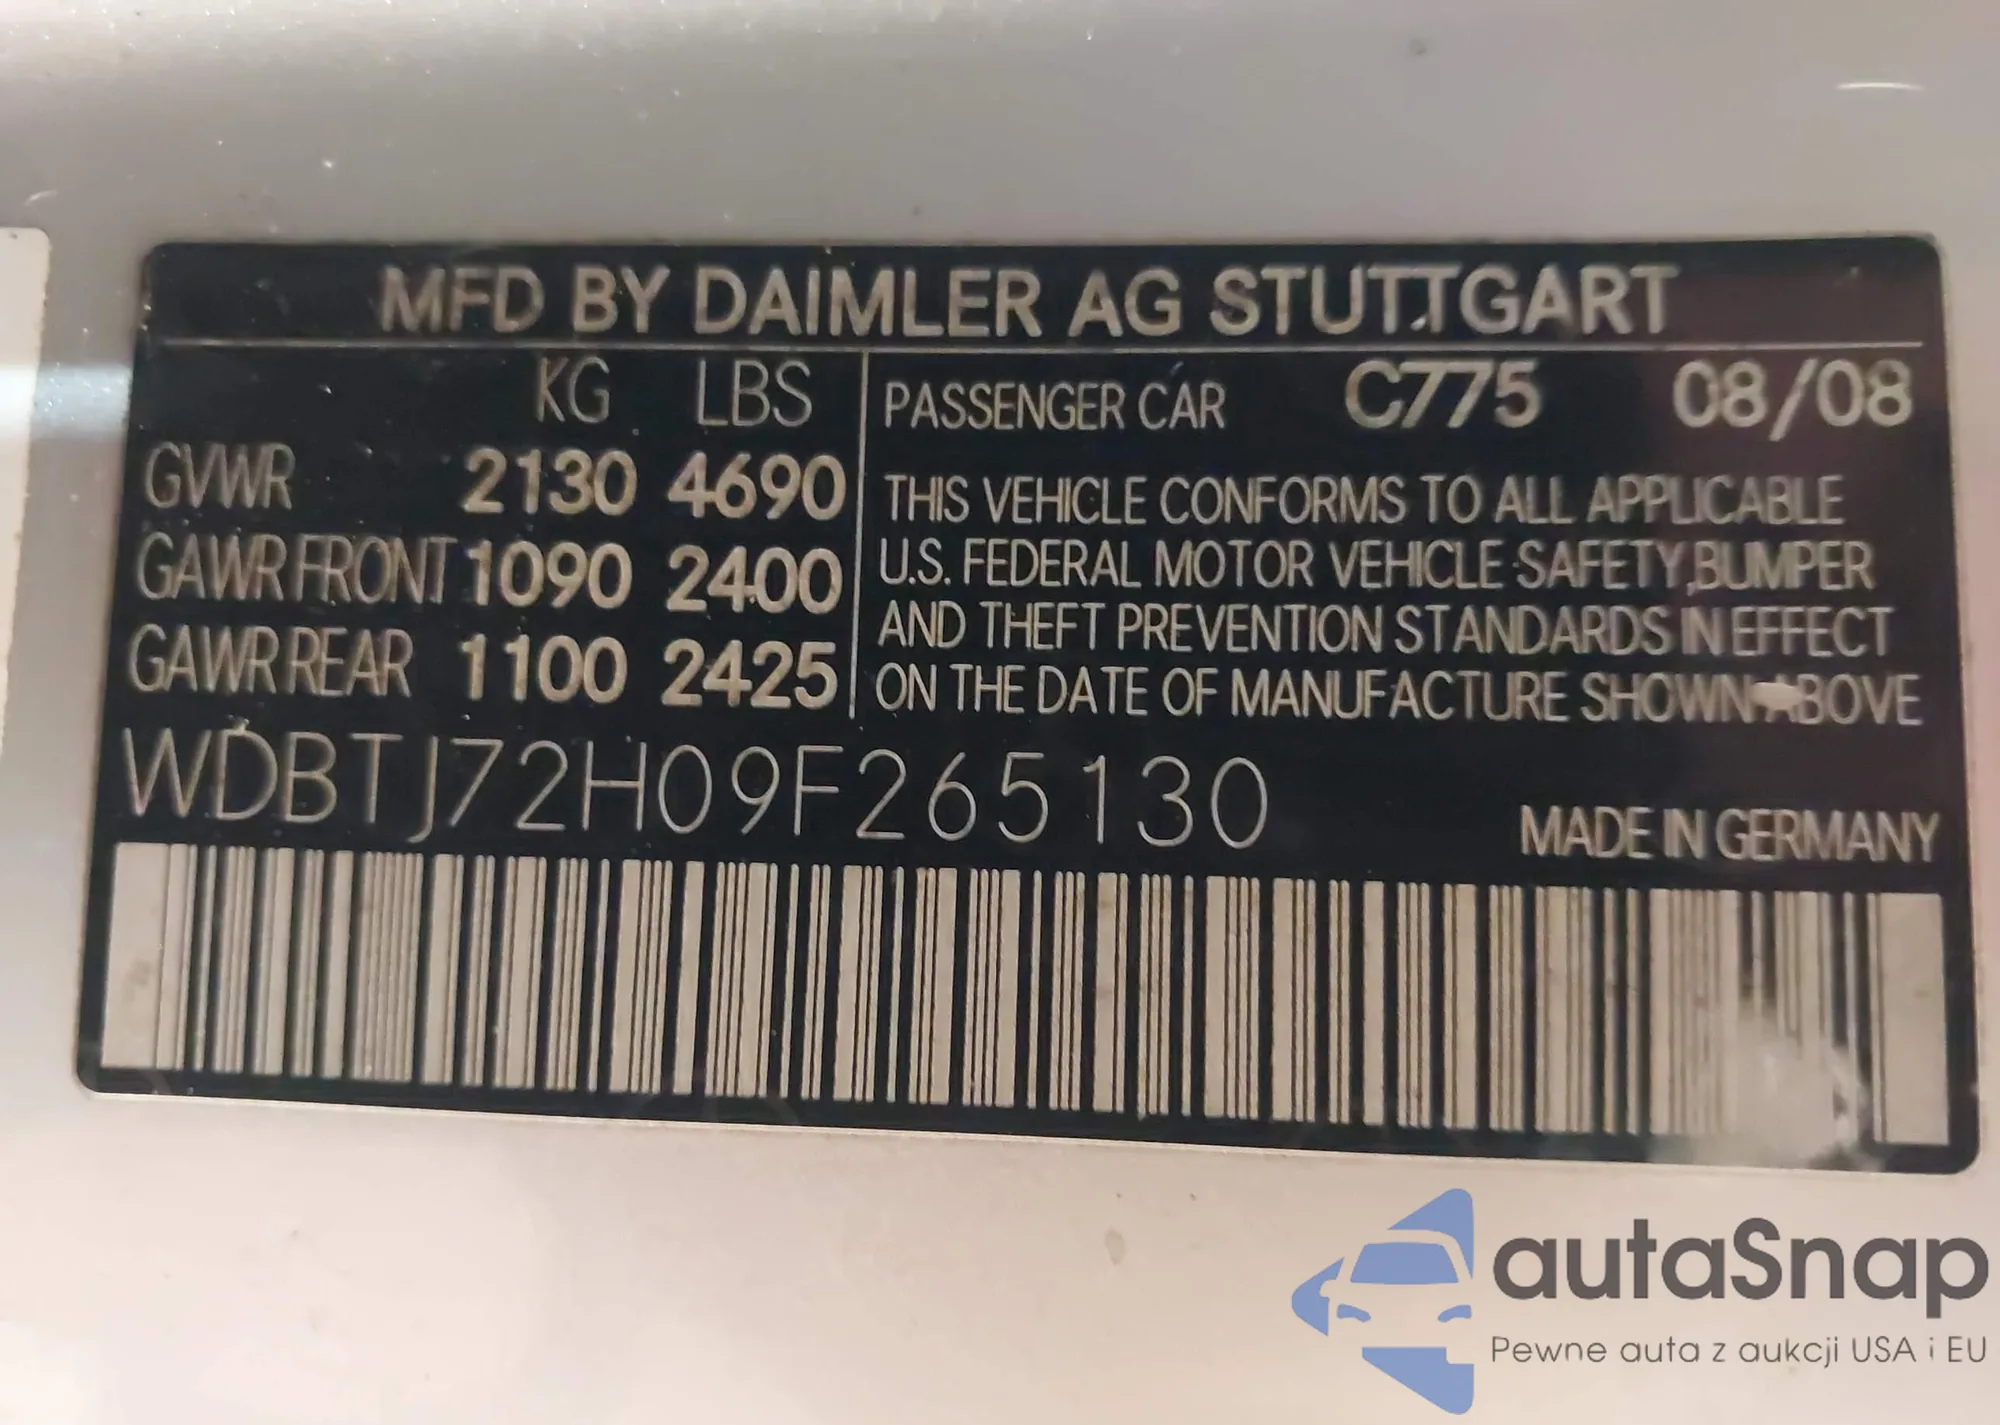 MFD BY DAIMLER AG STUTTGART
KG LBS
GVWR 2130 4690
GAWR FRONT 1090 2400
GAWR REAR 1100 2425
PASSENGER CAR C775 08/08
THIS VEHICLE CONFORMS TO ALL APPLICABLE
U.S. FEDERAL MOTOR VEHICLE SAFETY, BUMPER
AND THEFT PREVENTION STANDARDS IN EFFECT
ON THE DATE OF MANUFACTURE SHOWN ABOVE
WDBTJ72H09F265130
MADE IN GERMANY
autaSnap
Pewne auta z aukcji USA i EU